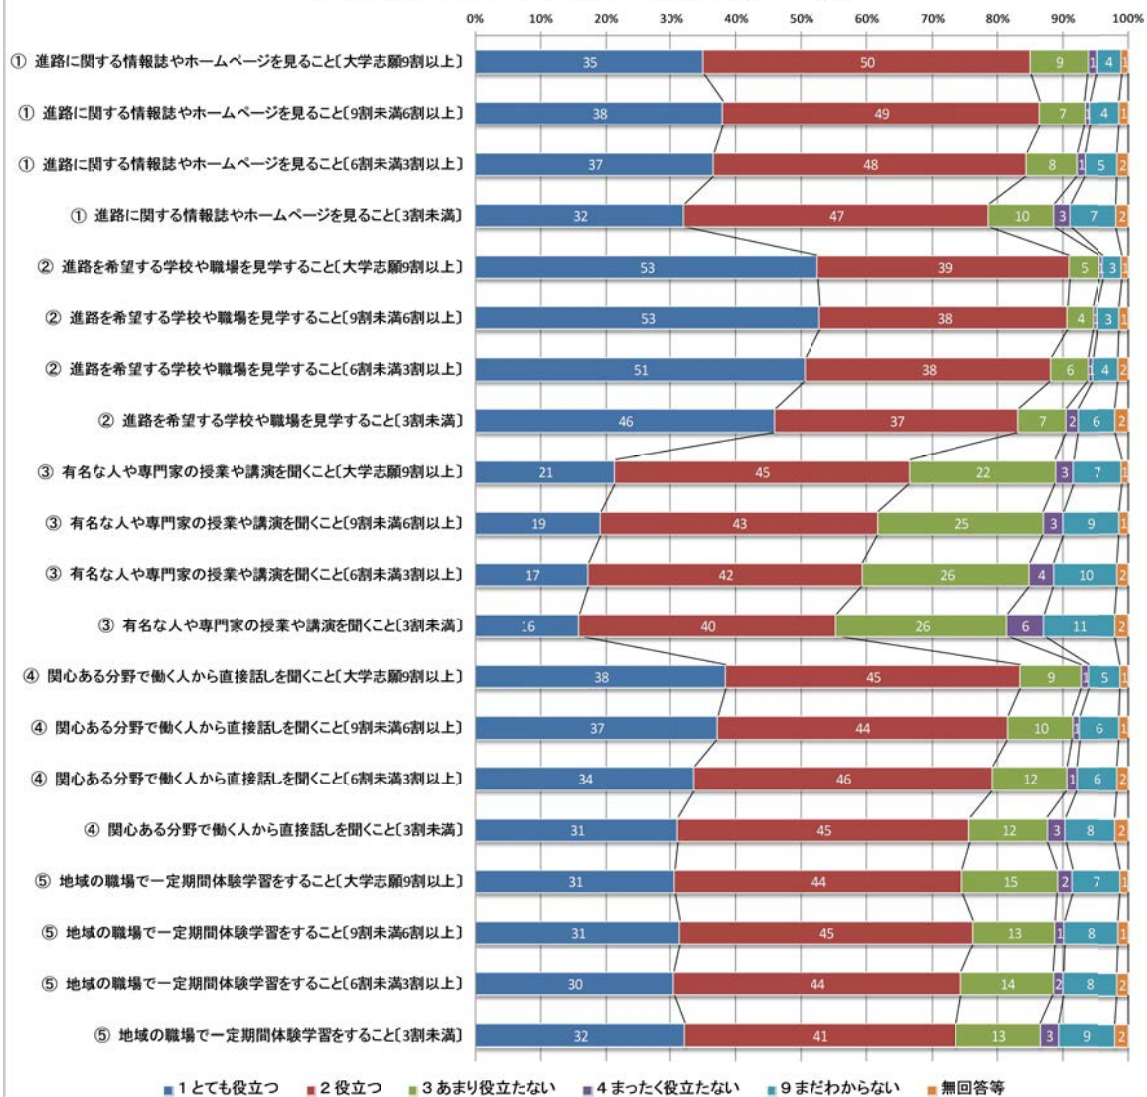 0% 10% 20% 30% 40% 50% 60% 70% 80% 90% 100%
① 進路に関する情報誌やホームページを見ること〔大学志願9割以上〕 35 50 9 1 4 1
① 進路に関する情報誌やホームページを見ること〔9割未満6割以上〕 38 49 7 1 4 1
① 進路に関する情報誌やホームページを見ること〔6割未満3割以上〕 37 48 8 1 5 2
① 進路に関する情報誌やホームページを見ること〔3割未満〕 32 47 10 3 7 2
② 進路を希望する学校や職場を見学すること〔大学志願9割以上〕 53 39 5 1 3 1
② 進路を希望する学校や職場を見学すること〔9割未満6割以上〕 53 38 4 1 3 1
② 進路を希望する学校や職場を見学すること〔6割未満3割以上〕 51 38 6 1 4 2
② 進路を希望する学校や職場を見学すること〔3割未満〕 46 37 7 2 6 2
③ 有名な人や専門家の授業や講演を聞くこと〔大学志願9割以上〕 21 45 22 3 7 1
③ 有名な人や専門家の授業や講演を聞くこと〔9割未満6割以上〕 19 43 25 3 9 1
③ 有名な人や専門家の授業や講演を聞くこと〔6割未満3割以上〕 17 42 26 4 10 2
③ 有名な人や専門家の授業や講演を聞くこと〔3割未満〕 16 40 26 6 11 2
④ 関心ある分野で働く人から直接話しを聞くこと〔大学志願9割以上〕 38 45 9 1 5 1
④ 関心ある分野で働く人から直接話しを聞くこと〔9割未満6割以上〕 37 44 10 1 6 1
④ 関心ある分野で働く人から直接話しを聞くこと〔6割未満3割以上〕 34 46 12 1 6 2
④ 関心ある分野で働く人から直接話しを聞くこと〔3割未満〕 31 45 12 3 8 2
⑤ 地域の職場で一定期間体験学習をすること〔大学志願9割以上〕 31 44 15 2 7 1
⑤ 地域の職場で一定期間体験学習をすること〔9割未満6割以上〕 31 45 13 1 8 1
⑤ 地域の職場で一定期間体験学習をすること〔6割未満3割以上〕 30 44 14 2 8 2
⑤ 地域の職場で一定期間体験学習をすること〔3割未満〕 32 41 13 3 9 2
1 とても役立つ 2 役立つ 3 あまり役立たない 4 まったく役立たない 9 まだわからない 無回答等